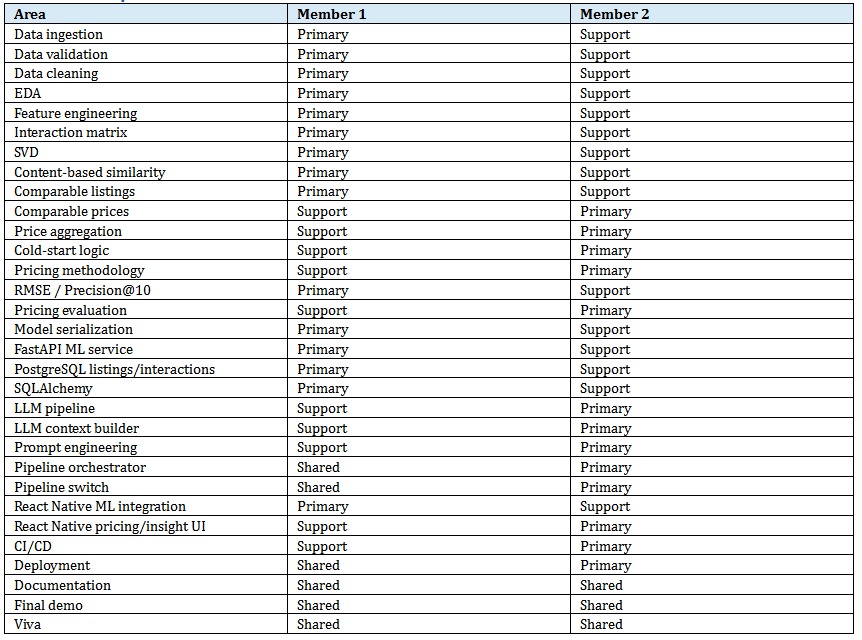 Area Member 1 Member 2
Data ingestion Primary Support
Data validation Primary Support
Data cleaning Primary Support
EDA Primary Support
Feature engineering Primary Support
Interaction matrix Primary Support
SVD Primary Support
Content-based similarity Primary Support
Comparable listings Primary Support
Comparable prices Support Primary
Price aggregation Support Primary
Cold-start logic Support Primary
Pricing methodology Support Primary
RMSE / Precision@10 Primary Support
Pricing evaluation Support Primary
Model serialization Primary Support
FastAPI ML service Primary Support
PostgreSQL listings/interactions Primary Support
SQLAlchemy Primary Support
LLM pipeline Support Primary
LLM context builder Support Primary
Prompt engineering Support Primary
Pipeline orchestrator Shared Primary
Pipeline switch Shared Primary
React Native ML integration Primary Support
React Native pricing/insight UI Support Primary
CI/CD Support Primary
Deployment Shared Primary
Documentation Shared Shared
Final demo Shared Shared
Viva Shared Shared